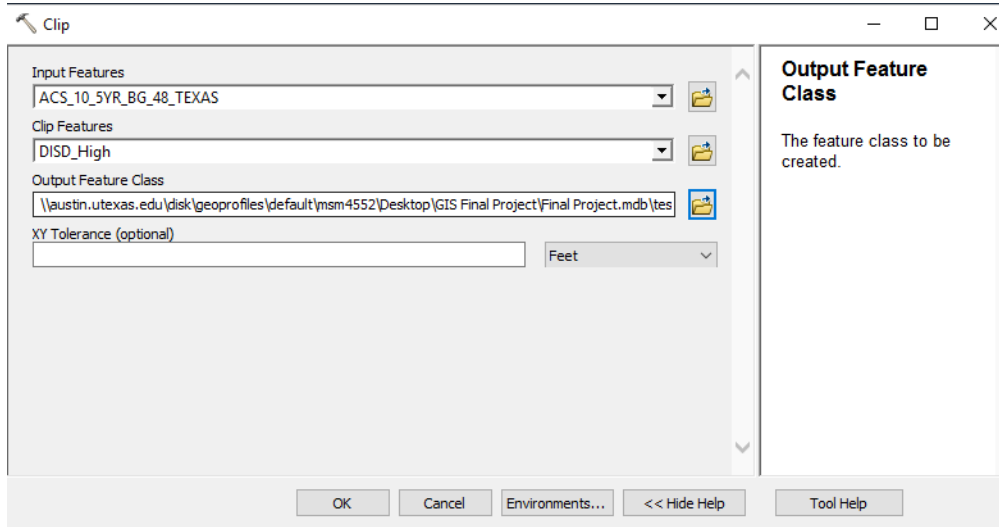 Clip
Input Features
ACS_10_5YR_BG_48_TEXAS
Clip Features
DISD_High
Output Feature Class
\\austin.utexas.edu\disk\geoprofiles\default\msm4552\Desktop\GIS Final Project\Final Project.mdb\tes
XY Tolerance (optional)
Feet
Output Feature
Class
The feature class to be
created.
OK Cancel Environments... << Hide Help Tool Help